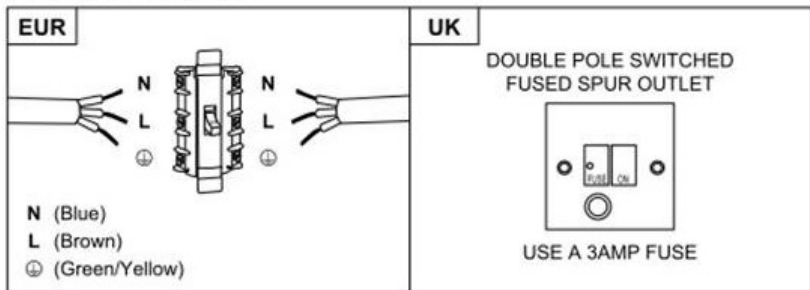 EUR
N N
L L
⏚ ⏚
N (Blue)
L (Brown)
⏚ (Green/Yellow)
UK
DOUBLE POLE SWITCHED
FUSED SPUR OUTLET
FUSE ON
USE A 3AMP FUSE